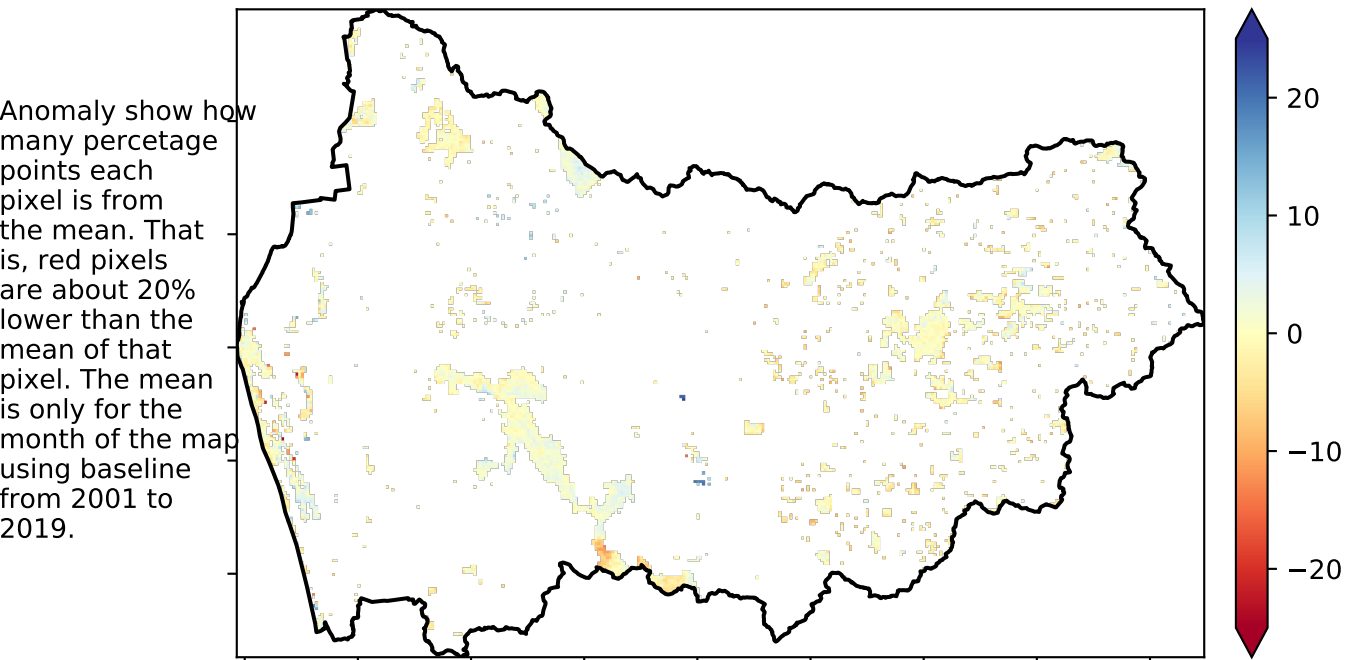 Anomaly show how
many percetage
points each
pixel is from
the mean. That
is, red pixels
are about 20%
lower than the
mean of that
pixel. The mean
is only for the
month of the map
using baseline
from 2001 to
2019.
20
10
0
−10
−20